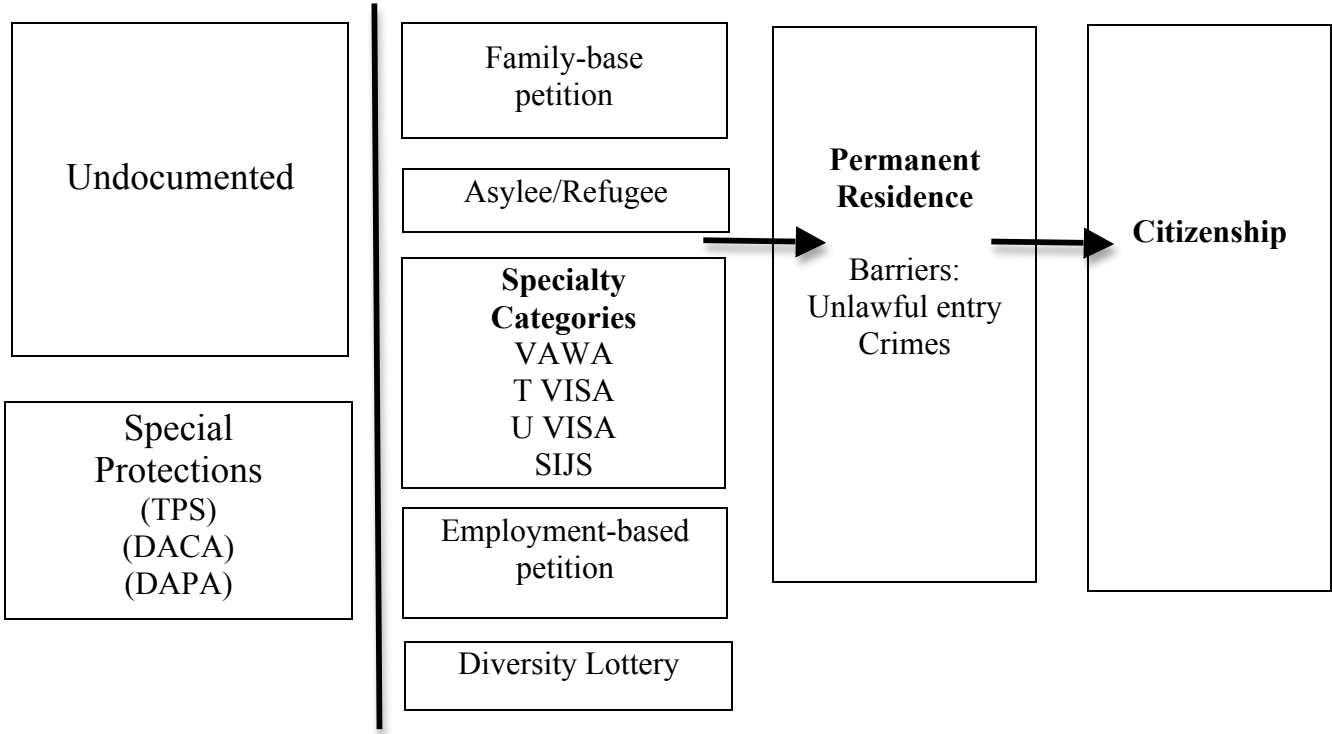 Undocumented
Special
Protections
(TPS)
(DACA)
(DAPA)
Family-base
petition
Asylee/Refugee
Specialty
Categories
VAWA
T VISA
U VISA
SIJS
Employment-based
petition
Diversity Lottery
Permanent
Residence
Barriers:
Unlawful entry
Crimes
Citizenship